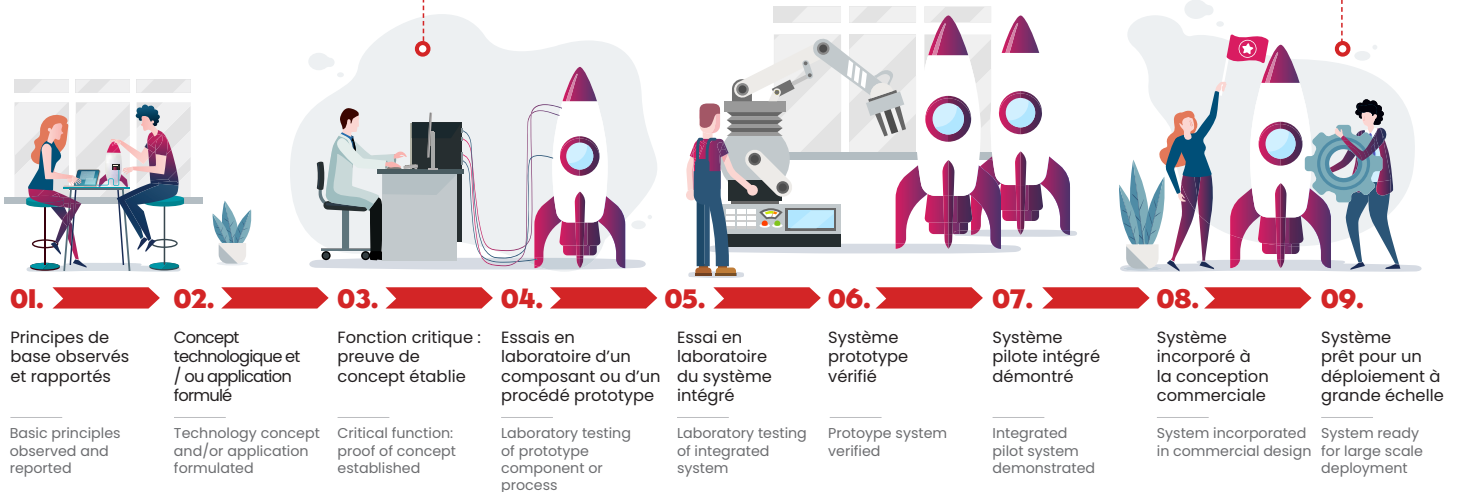 01.
02.
03.
04.
05.
06.
07.
08.
09.
Principes de
base observés
et rapportés
Concept
technologique et
/ ou application
formulé
Fonction critique :
preuve de
concept établie
Essais en
laboratoire d'un
composant ou d'un
procédé prototype
Essai en
laboratoire
du système
intégré
Système
prototype
vérifié
Système
pilote intégré
démontré
Système
incorporé à
la conception
commerciale
Système
prêt pour un
déploiement à
grande échelle
Basic principles
observed and
reported
Technology concept
and/or application
formulated
Critical function:
proof of concept
established
Laboratory testing
of prototype
component or
process
Laboratory testing
of integrated
system
Protoype system
verified
Integrated
pilot system
demonstrated
System incorporated
in commercial design
System ready
for large scale
deployment